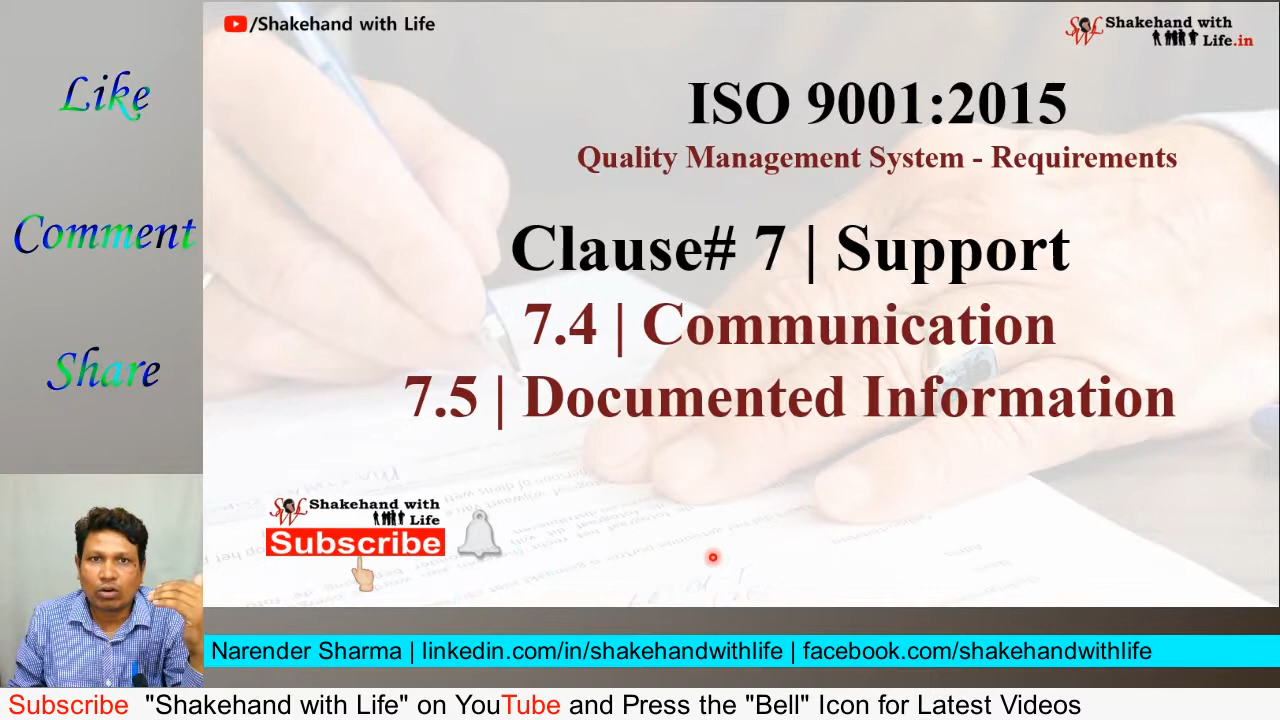 /Shakehand with Life
Shakehand with
Life.in
Like
Comment
Share
ISO 9001:2015
Quality Management System - Requirements
Clause# 7 | Support
7.4 | Communication
7.5 | Documented Information
Shakehand with
Life
Subscribe
Narender Sharma | linkedin.com/in/shakehandwithlife | facebook.com/shakehandwithlife
Subscribe "Shakehand with Life" on YouTube and Press the "Bell" Icon for Latest Videos